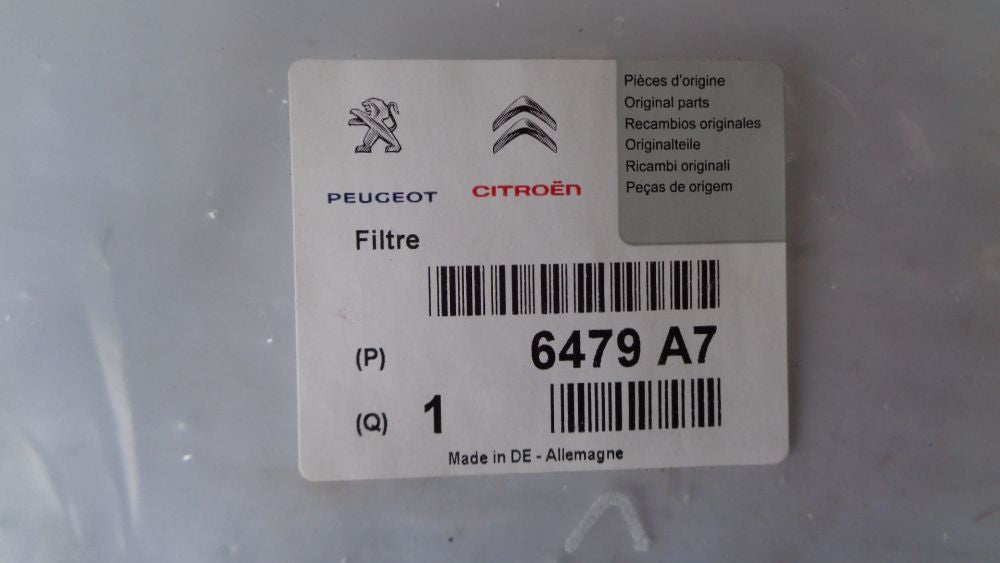 PEUGEOT
CITROËN
Pièces d'origine
Original parts
Recambios originales
Originalteile
Ricambi originali
Peças de origem
Filtre
(P) 6479 A7
(Q) 1
Made in DE - Allemagne